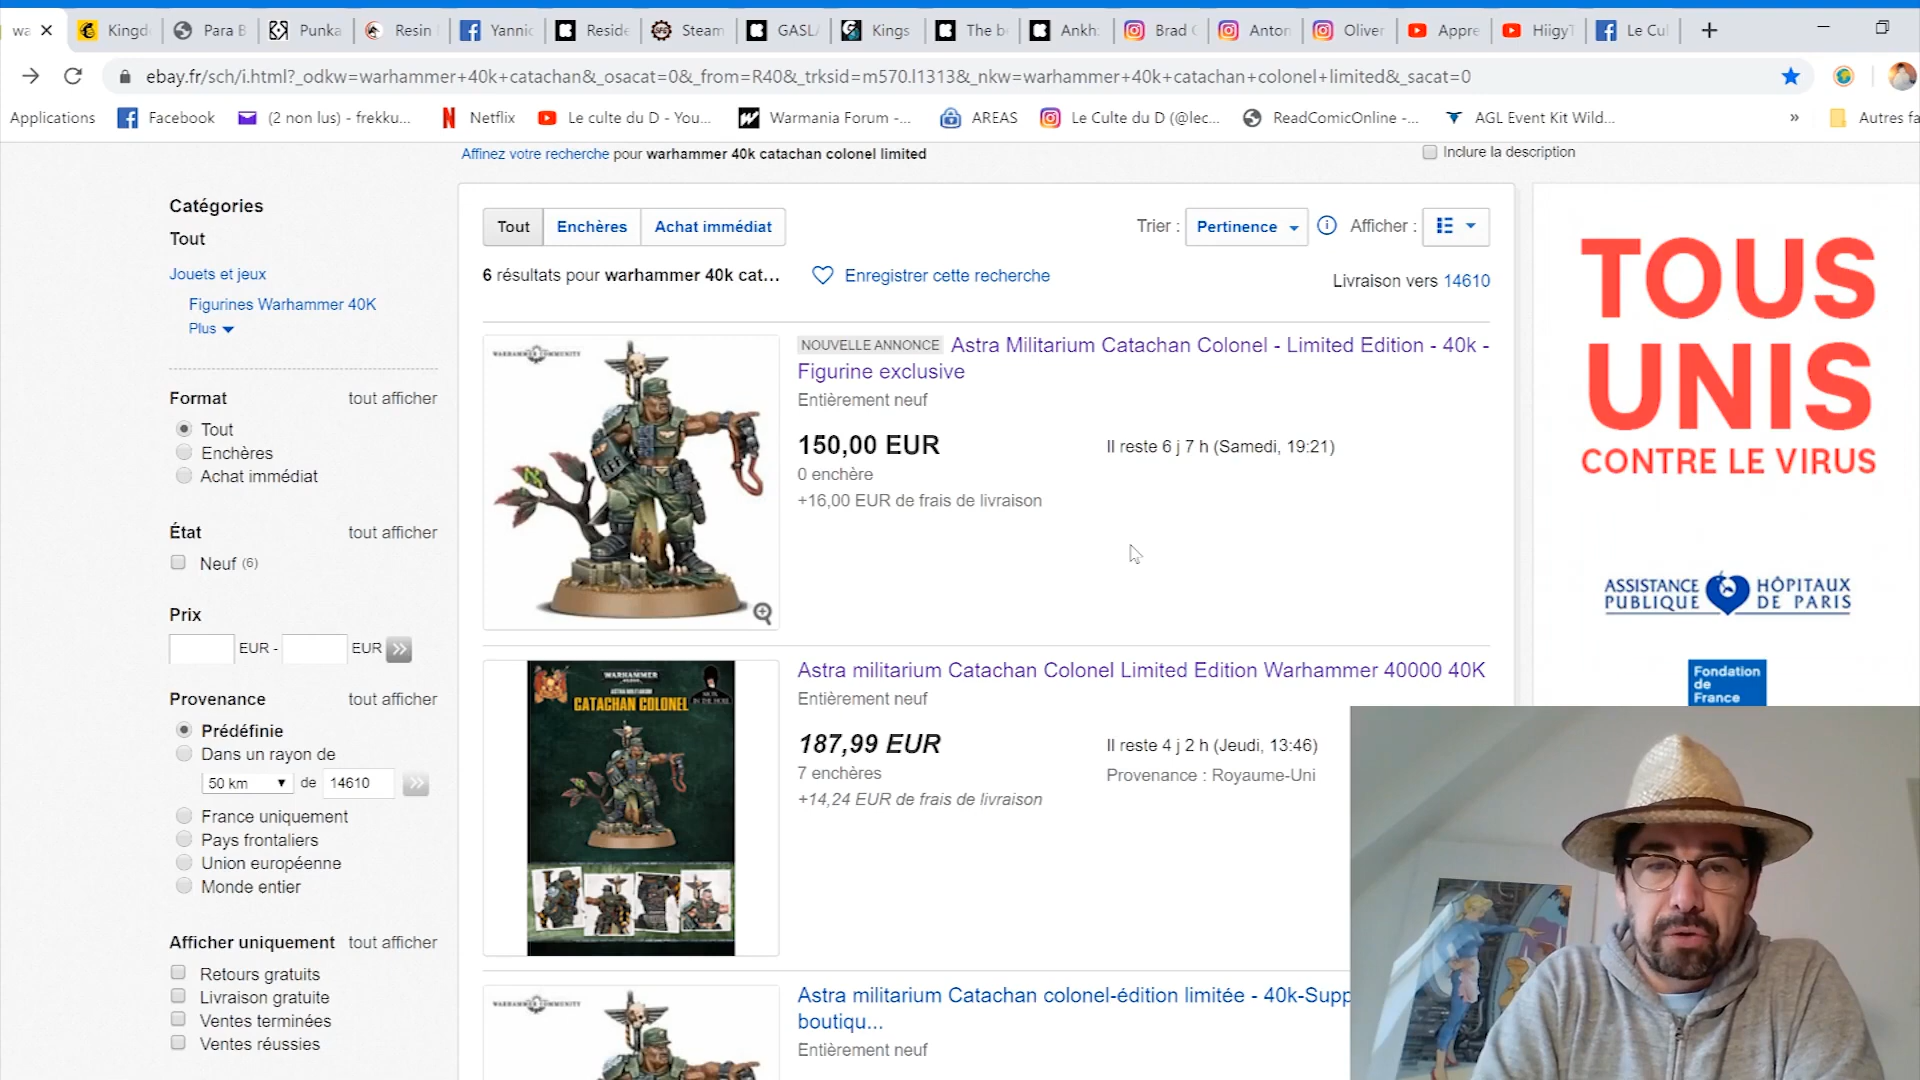 wa
Kingd
Para B
Punka
Resin
Yannic
Reside
Steam
GASL
Kings
The b
Ankh:
Brad
Anton
Oliver
Appre
HiigyT
Le Cul
ebay.fr/sch/i.html?_odkw=warhammer+40k+catachan&_osacat=0&_from=R40&_trksid=m570.l1313&_nkw=warhammer+40k+catachan+colonel+limited&_sacat=0
Applications
Facebook
(2 non lus) - frekku...
Netflix
Le culte du D - You...
Warmania Forum -...
AREAS
Le Culte du D (@lec...
ReadComicOnline -...
AGL Event Kit Wild...
»
Autres fa
Affinez votre recherche pour warhammer 40k catachan colonel limited
Inclure la description
Catégories
Tout
Jouets et jeux
Figurines Warhammer 40K
Plus
Format tout afficher
Tout
Enchères
Achat immédiat
État tout afficher
Neuf (6)
Prix
EUR - EUR
Provenance tout afficher
Prédéfinie
Dans un rayon de
50 km de 14610
France uniquement
Pays frontaliers
Union européenne
Monde entier
Afficher uniquement tout afficher
Retours gratuits
Livraison gratuite
Ventes terminées
Ventes réussies
Tout Enchères Achat immédiat
Trier : Pertinence Afficher :
6 résultats pour warhammer 40k cat...
Enregistrer cette recherche
Livraison vers 14610
WARHAMMER COMMUNITY
NOUVELLE ANNONCE Astra Militarium Catachan Colonel - Limited Edition - 40k -
Figurine exclusive
Entièrement neuf
150,00 EUR
Il reste 6 j 7 h (Samedi, 19:21)
0 enchère
+16,00 EUR de frais de livraison
WARHAMMER
ASTRA MILITARUM
CATACHAN COLONEL
Astra militarium Catachan Colonel Limited Edition Warhammer 40000 40K
Entièrement neuf
187,99 EUR
Il reste 4 j 2 h (Jeudi, 13:46)
7 enchères
Provenance : Royaume-Uni
+14,24 EUR de frais de livraison
WARHAMMER COMMUNITY
Astra militarium Catachan colonel-édition limitée - 40k-Supp
boutiqu...
Entièrement neuf
TOUS
UNIS
CONTRE LE VIRUS
ASSISTANCE HÔPITAUX
PUBLIQUE DE PARIS
Fondation
de
France